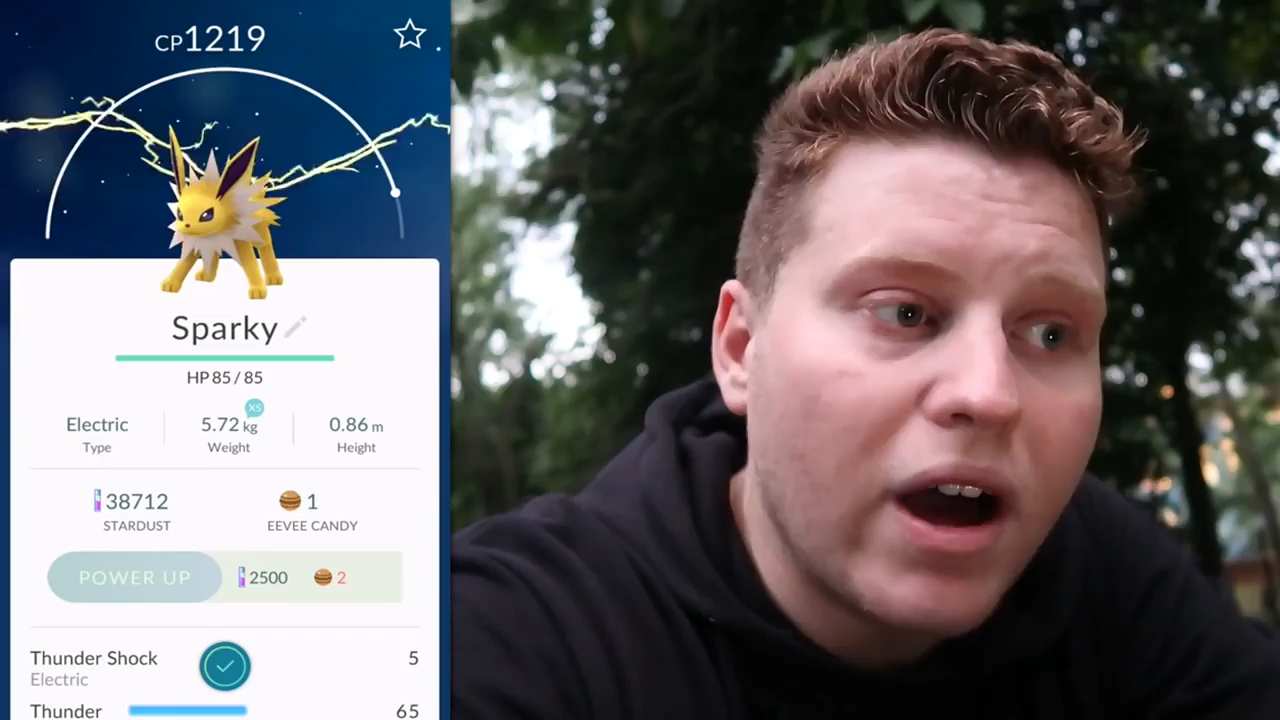 CP1219
Sparky
HP 85 / 85
XS
Electric 5.72 kg 0.86 m
Type Weight Height
38712 1
STARDUST EEVEE CANDY
POWER UP 2500 2
Thunder Shock 5
Electric
Thunder 65